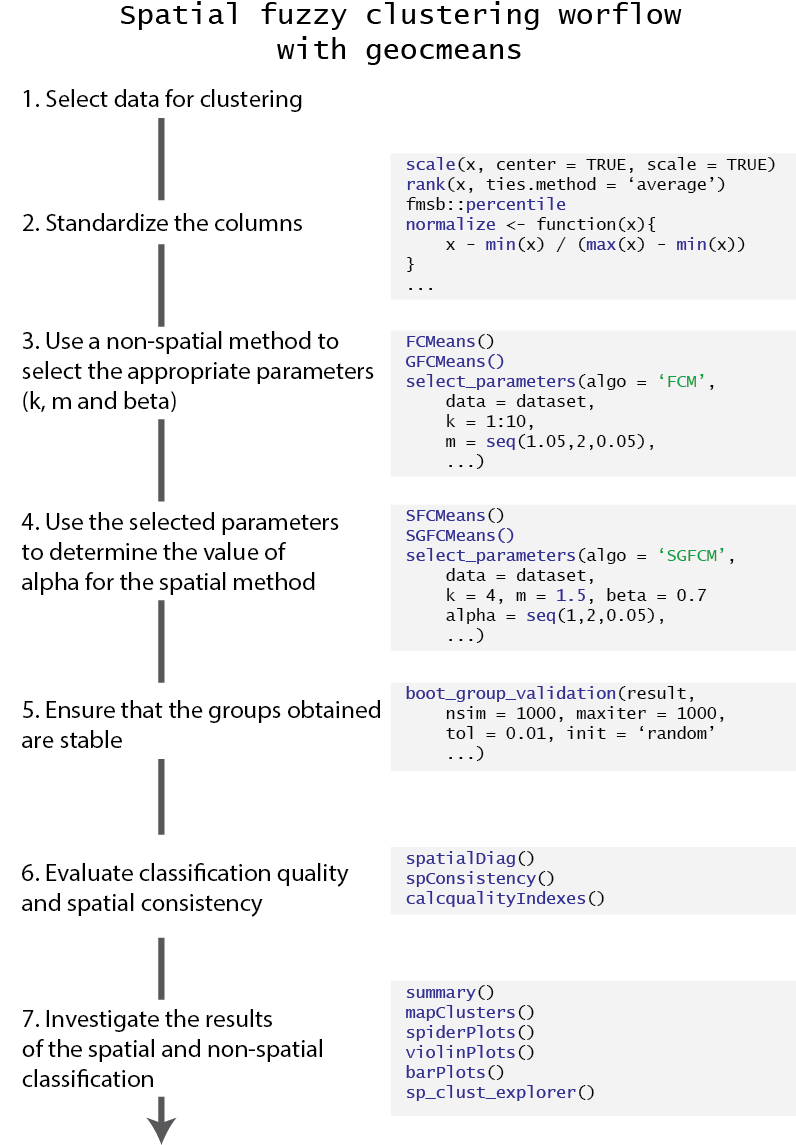 Spatial fuzzy clustering worflow
with geocmeans
1. Select data for clustering
scale(x, center = TRUE, scale = TRUE)
rank(x, ties.method = ‘average’)
fmsb::percentile
normalize <- function(x){
x - min(x) / (max(x) - min(x))
}
...
2. Standardize the columns
3. Use a non-spatial method to
select the appropriate parameters
(k, m and beta)
FCMeans()
GFCMeans()
select_parameters(algo = ‘FCM’,
data = dataset,
k = 1:10,
m = seq(1.05,2,0.05),
...)
4. Use the selected parameters
to determine the value of
alpha for the spatial method
SFCMeans()
SGFCMeans()
select_parameters(algo = ‘SGFCM’,
data = dataset,
k = 4, m = 1.5, beta = 0.7
alpha = seq(1,2,0.05),
...)
5. Ensure that the groups obtained
are stable
boot_group_validation(result,
nsim = 1000, maxiter = 1000,
tol = 0.01, init = ‘random’
...)
6. Evaluate classification quality
and spatial consistency
spatialDiag()
spConsistency()
calcqualityIndexes()
7. Investigate the results
of the spatial and non-spatial
classification
summary()
mapClusters()
spiderPlots()
violinPlots()
barPlots()
sp_clust_explorer()